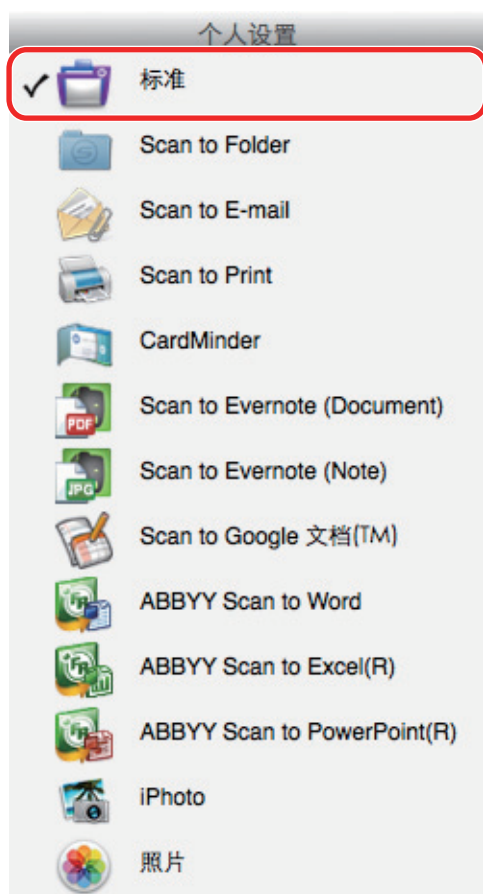 个人设置
标准
Scan to Folder
Scan to E-mail
Scan to Print
CardMinder
PDF
Scan to Evernote (Document)
JPG
Scan to Evernote (Note)
Scan to Google 文档(TM)
ABBYY Scan to Word
ABBYY Scan to Excel(R)
ABBYY Scan to PowerPoint(R)
iPhoto
照片